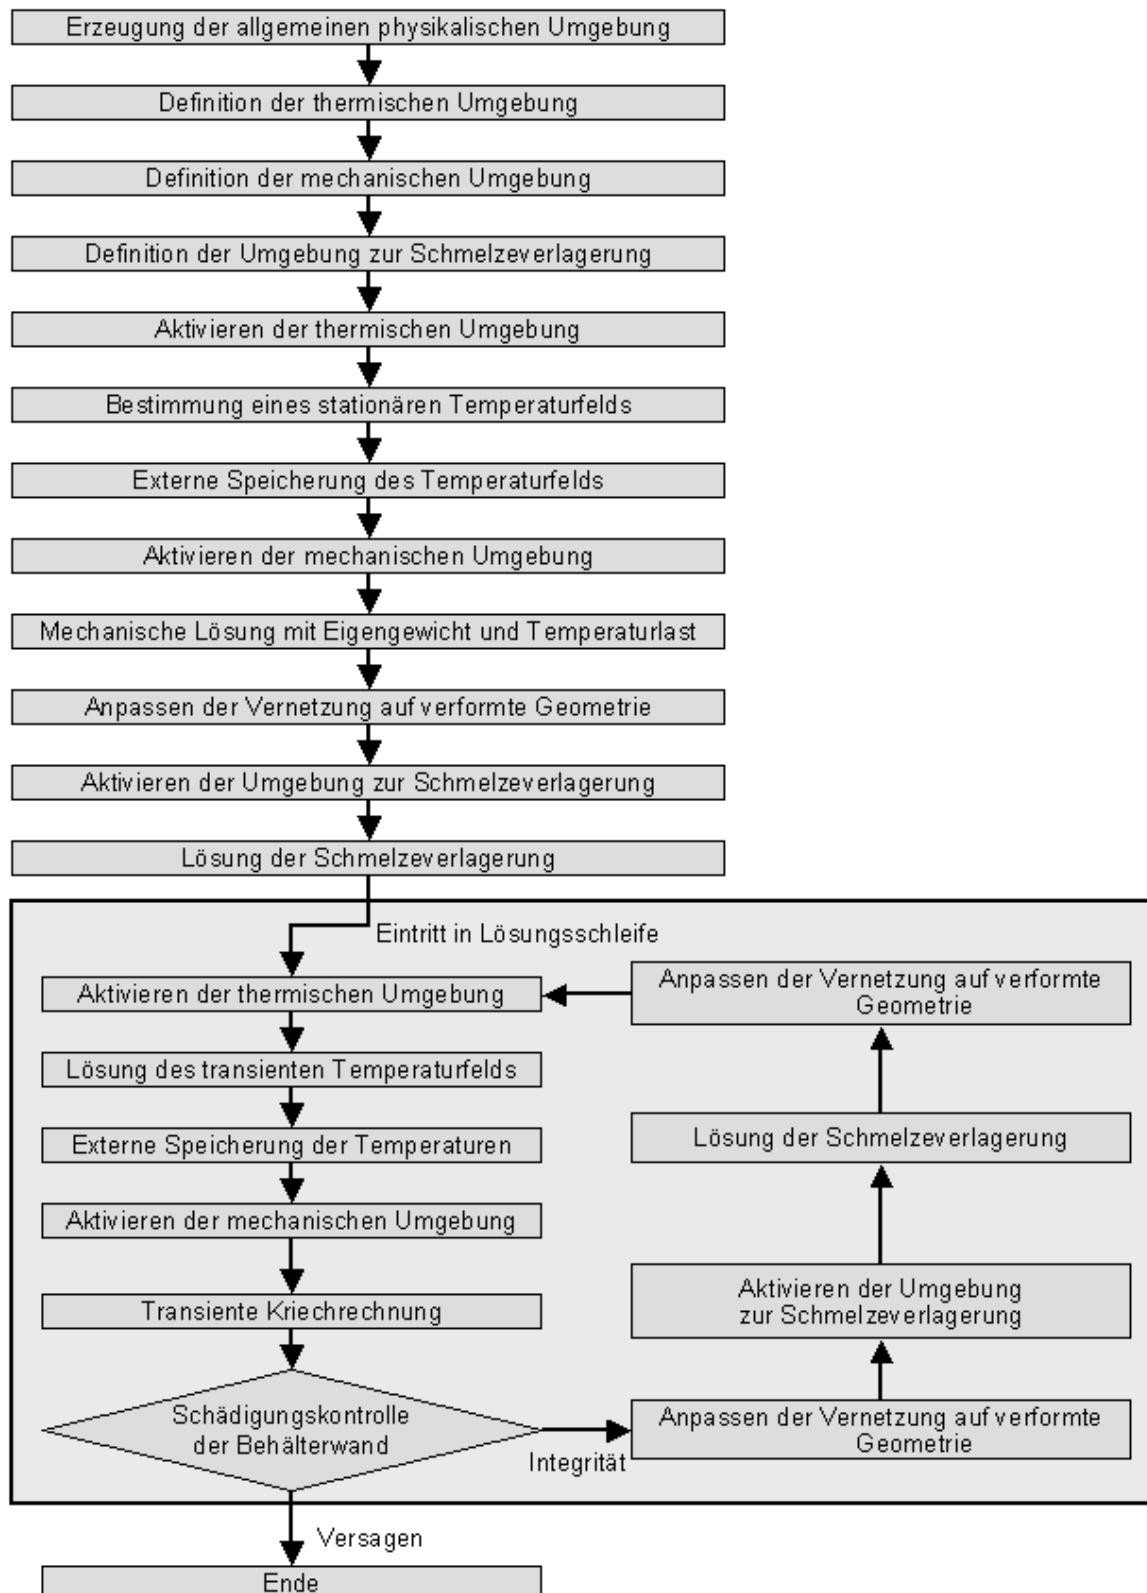 Erzeugung der allgemeinen physikalischen Umgebung
Definition der thermischen Umgebung
Definition der mechanischen Umgebung
Definition der Umgebung zur Schmelzeverlagerung
Aktivieren der thermischen Umgebung
Bestimmung eines stationären Temperaturfelds
Externe Speicherung des Temperaturfelds
Aktivieren der mechanischen Umgebung
Mechanische Lösung mit Eigengewicht und Temperaturlast
Anpassen der Vernetzung auf verformte Geometrie
Aktivieren der Umgebung zur Schmelzeverlagerung
Lösung der Schmelzeverlagerung
Eintritt in Lösungsschleife
Aktivieren der thermischen Umgebung
Lösung des transienten Temperaturfelds
Externe Speicherung der Temperaturen
Aktivieren der mechanischen Umgebung
Transiente Kriechrechnung
Schädigungskontrolle
der Behälterwand
Integrität
Anpassen der Vernetzung auf verformte
Geometrie
Aktivieren der Umgebung
zur Schmelzeverlagerung
Lösung der Schmelzeverlagerung
Anpassen der Vernetzung auf verformte
Geometrie
Versagen
Ende